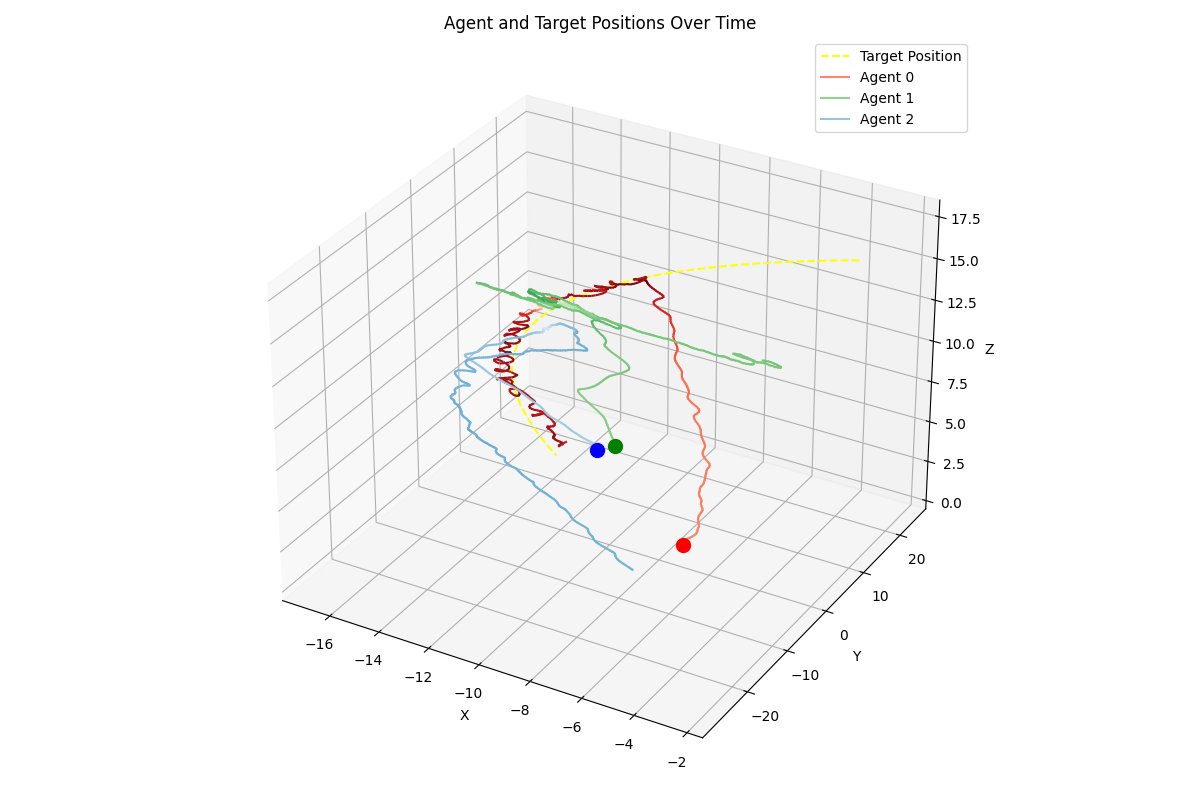 Agent and Target Positions Over Time
Target Position
Agent 0
Agent 1
Agent 2
17.5
15.0
12.5
10.0
7.5
5.0
2.5
0.0
Z
20
10
0
−10
−20
Y
−16
−14
−12
−10
−8
−6
−4
−2
X